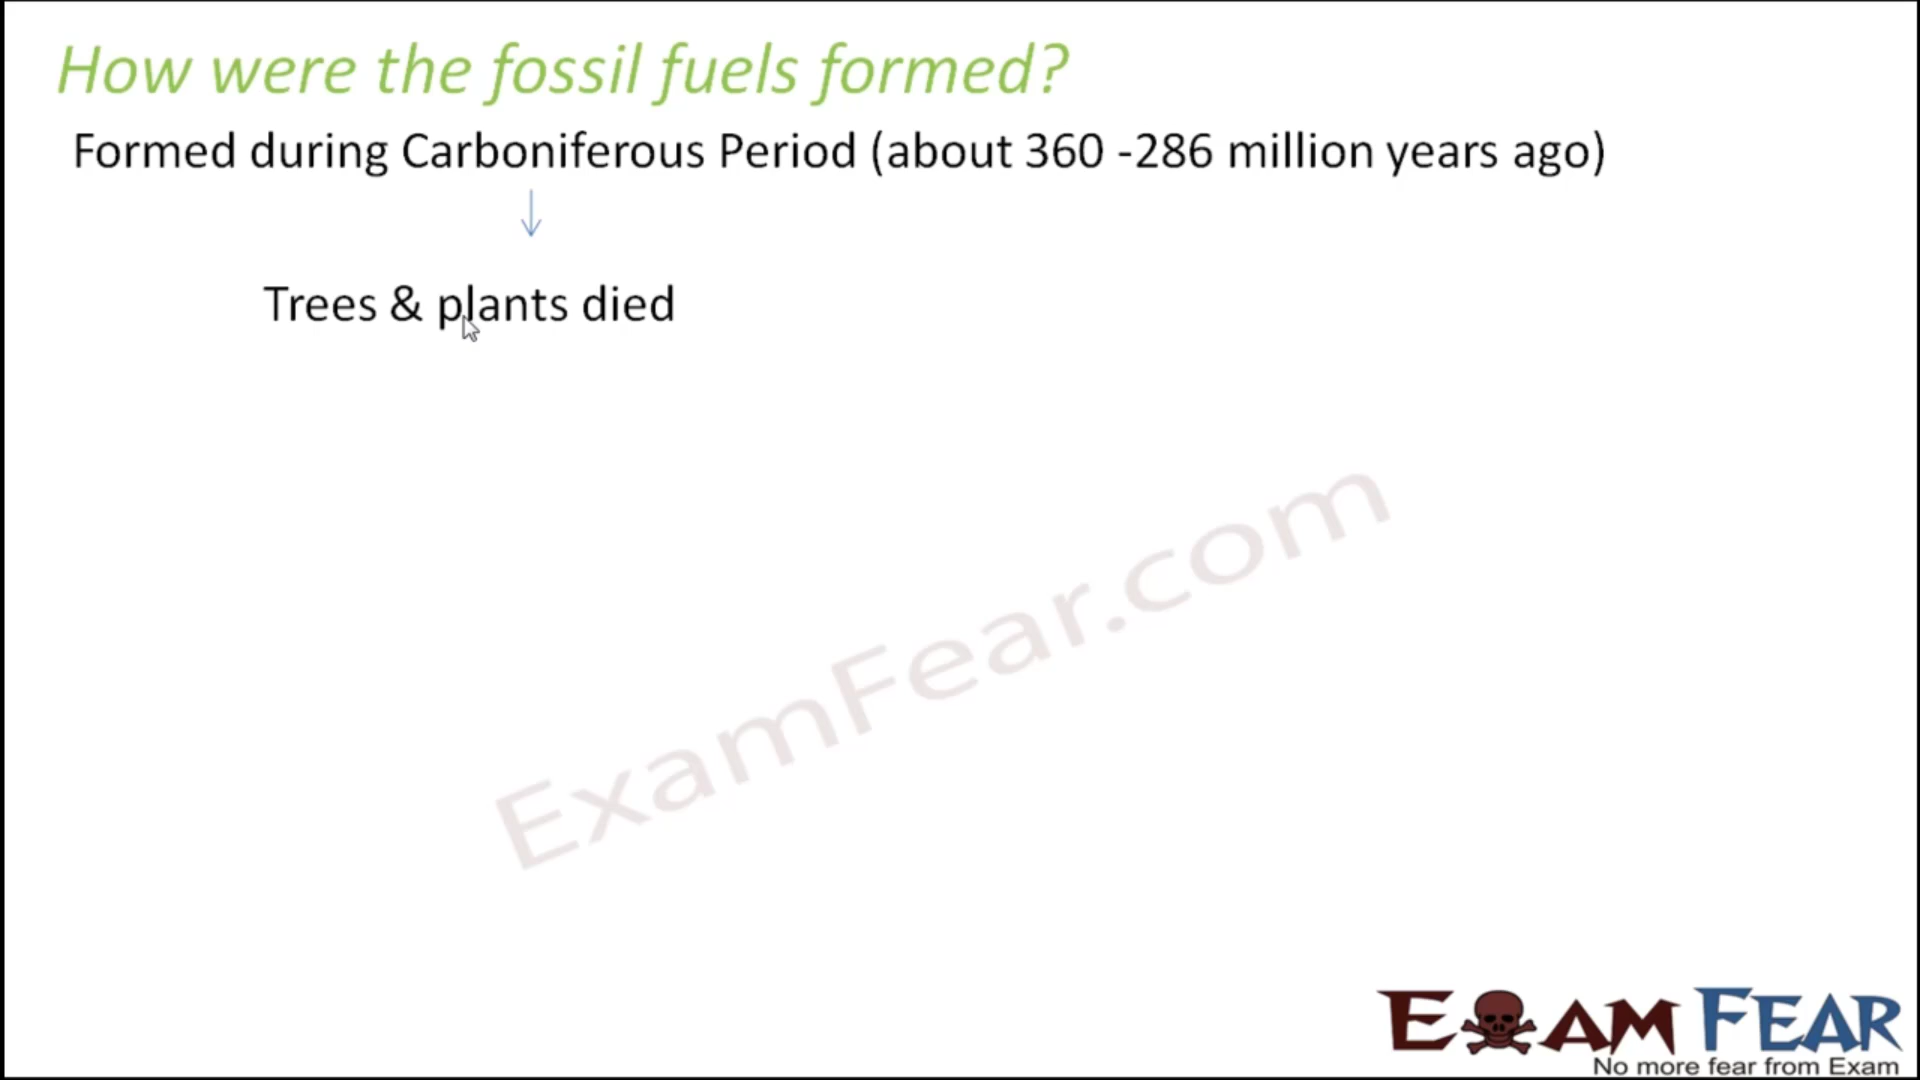 How were the fossil fuels formed?
Formed during Carboniferous Period (about 360 -286 million years ago)
Trees & plants died
ExamFear.com
EXAM FEAR
No more fear from Exam